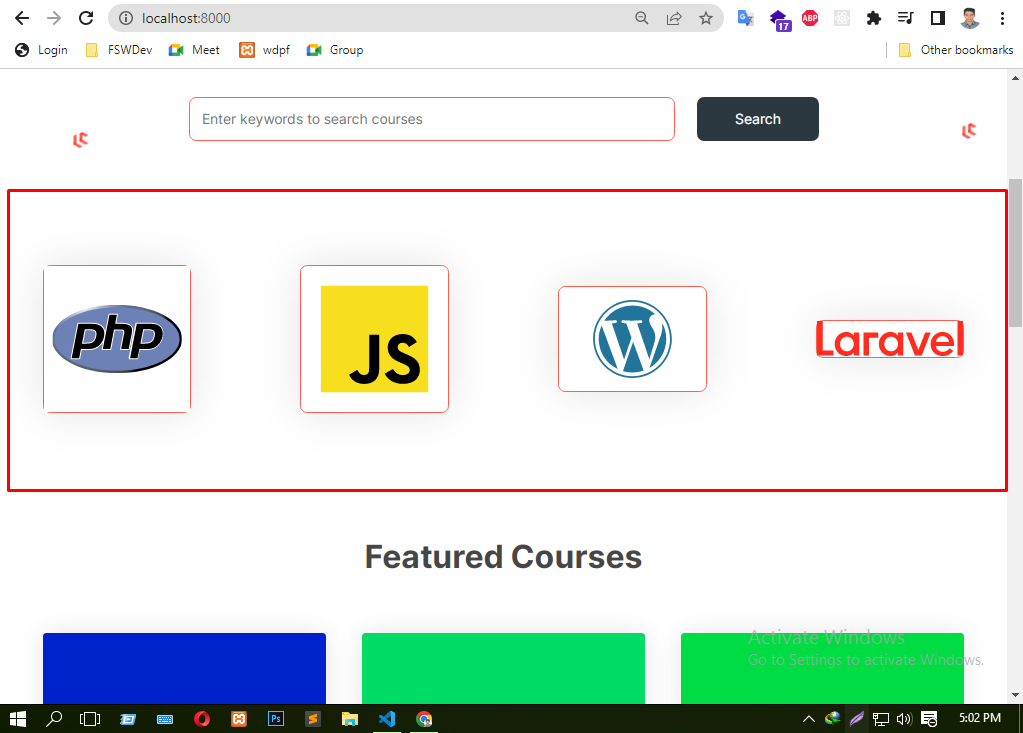 localhost:8000
17
ABP
Login
FSWDev
Meet
wdpf
Group
Other bookmarks
Enter keywords to search courses
Search
php
JS
W
Laravel
Featured Courses
Activate Windows
Go to Settings to activate Windows.
Ps
5:02 PM